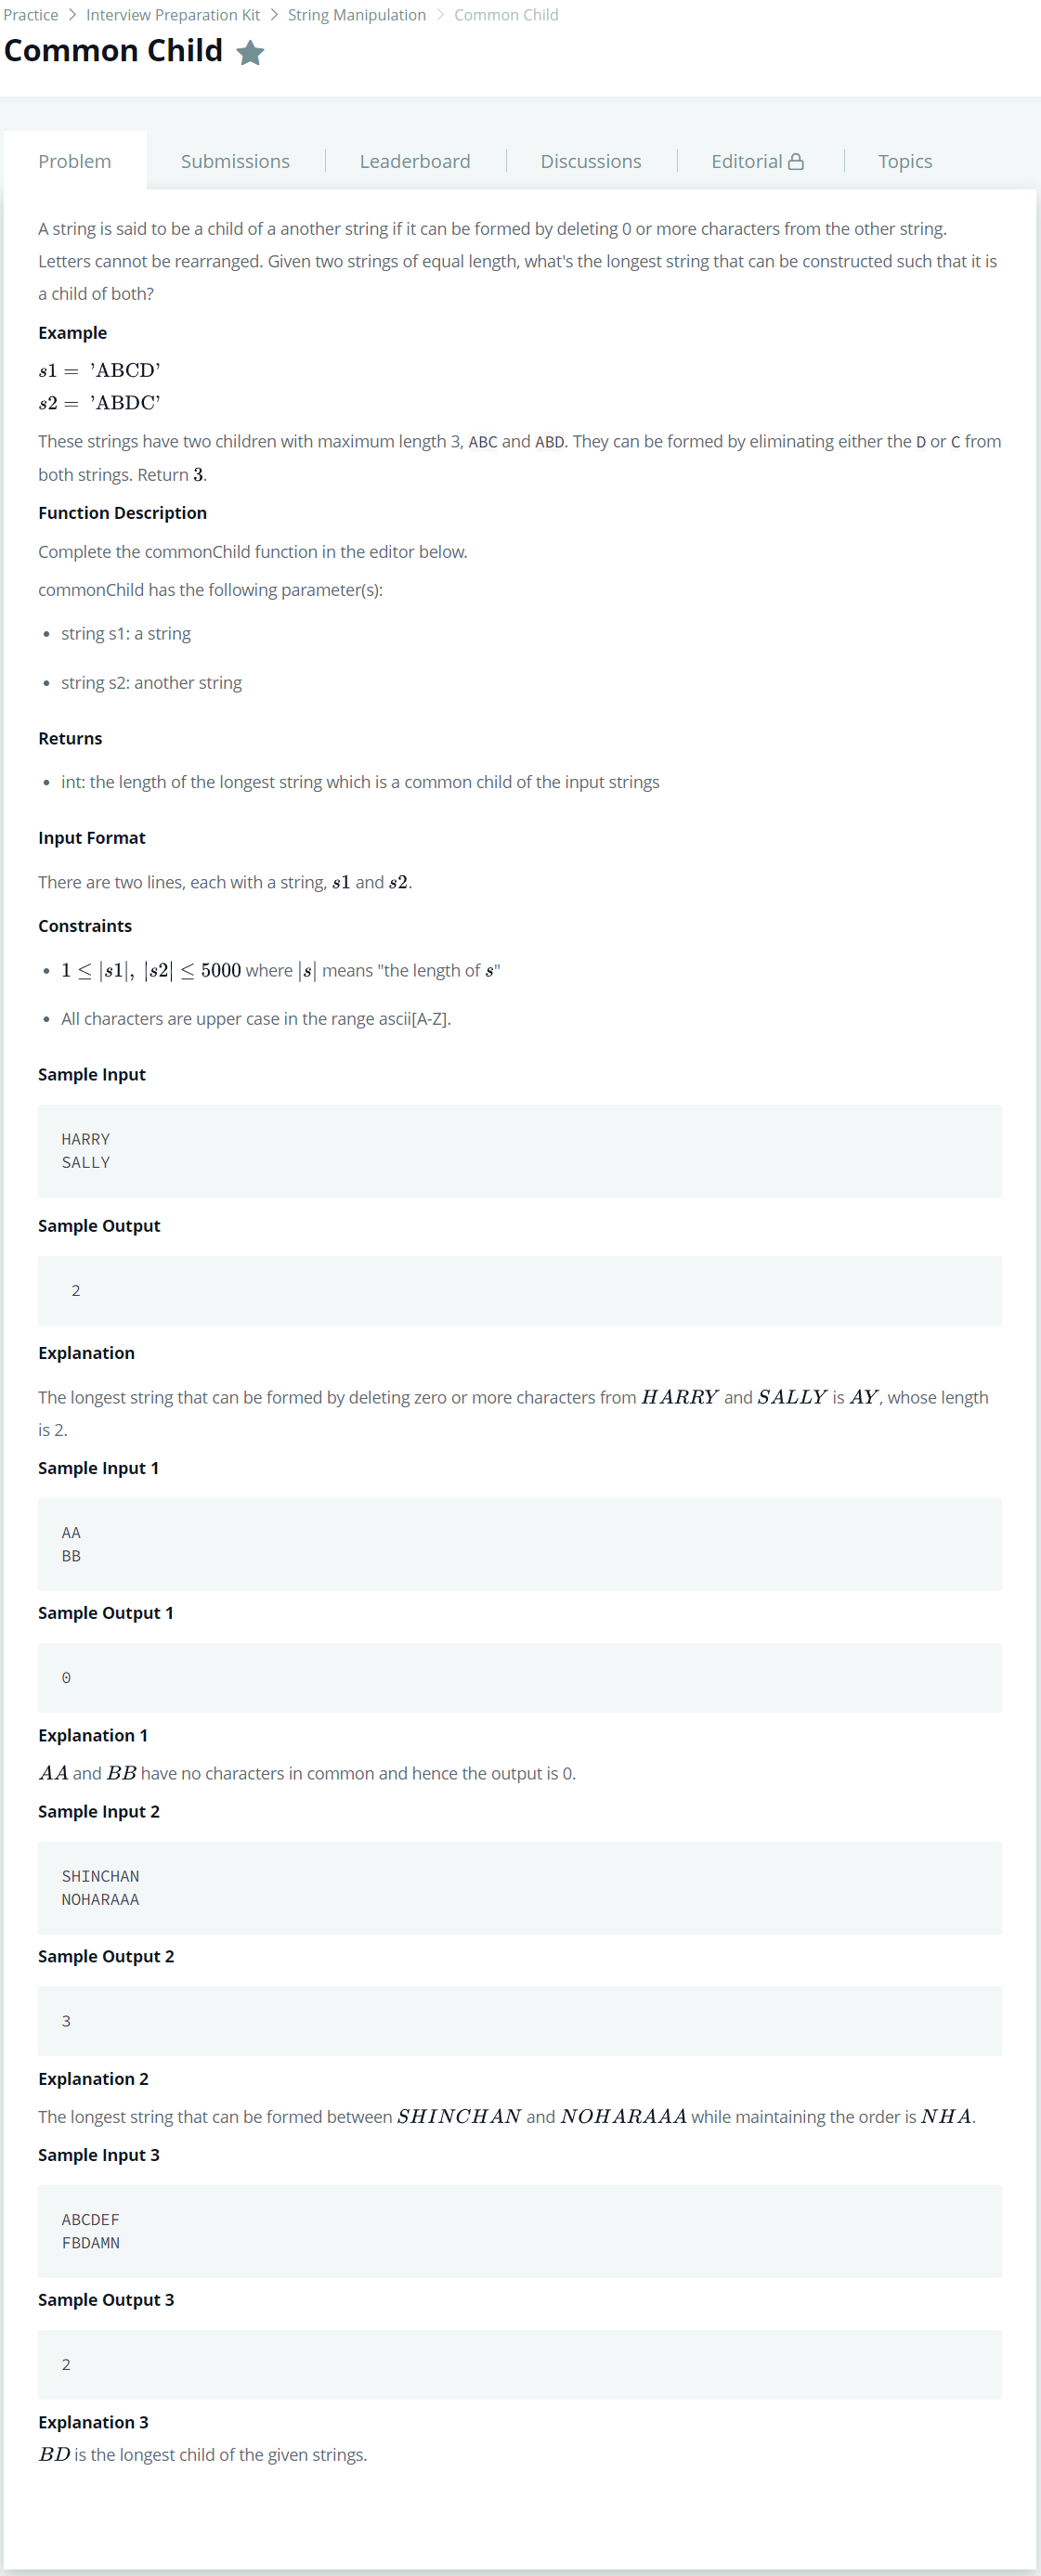 Practice > Interview Preparation Kit > String Manipulation > Common Child
Common Child
Problem Submissions Leaderboard Discussions Editorial Topics
A string is said to be a child of a another string if it can be formed by deleting 0 or more characters from the other string.
Letters cannot be rearranged. Given two strings of equal length, what's the longest string that can be constructed such that it is
a child of both?
Example
s1 = 'ABCD'
s2 = 'ABDC'
These strings have two children with maximum length 3, ABC and ABD. They can be formed by eliminating either the D or C from
both strings. Return 3.
Function Description
Complete the commonChild function in the editor below.
commonChild has the following parameter(s):
• string s1: a string
• string s2: another string
Returns
• int: the length of the longest string which is a common child of the input strings
Input Format
There are two lines, each with a string, s1 and s2.
Constraints
• 1 ≤ |s1|, |s2| ≤ 5000 where |s| means "the length of s"
• All characters are upper case in the range ascii[A-Z].
Sample Input
HARRY
SALLY
Sample Output
2
Explanation
The longest string that can be formed by deleting zero or more characters from HARRY and SALLY is AY, whose length
is 2.
Sample Input 1
AA
BB
Sample Output 1
0
Explanation 1
AA and BB have no characters in common and hence the output is 0.
Sample Input 2
SHINCHAN
NOHARAAA
Sample Output 2
3
Explanation 2
The longest string that can be formed between SHINCHAN and NOHARAAA while maintaining the order is NHA.
Sample Input 3
ABCDEF
FBDAMN
Sample Output 3
2
Explanation 3
BD is the longest child of the given strings.